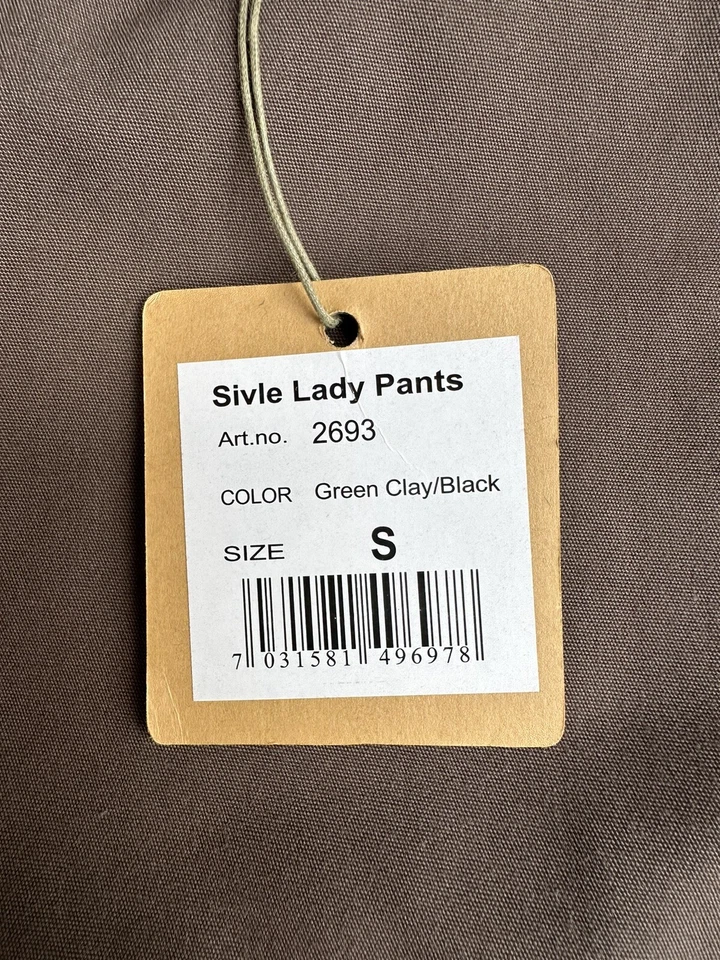 Sivle Lady Pants
Art.no. 2693
COLOR Green Clay/Black
SIZE S
7 031581 496978